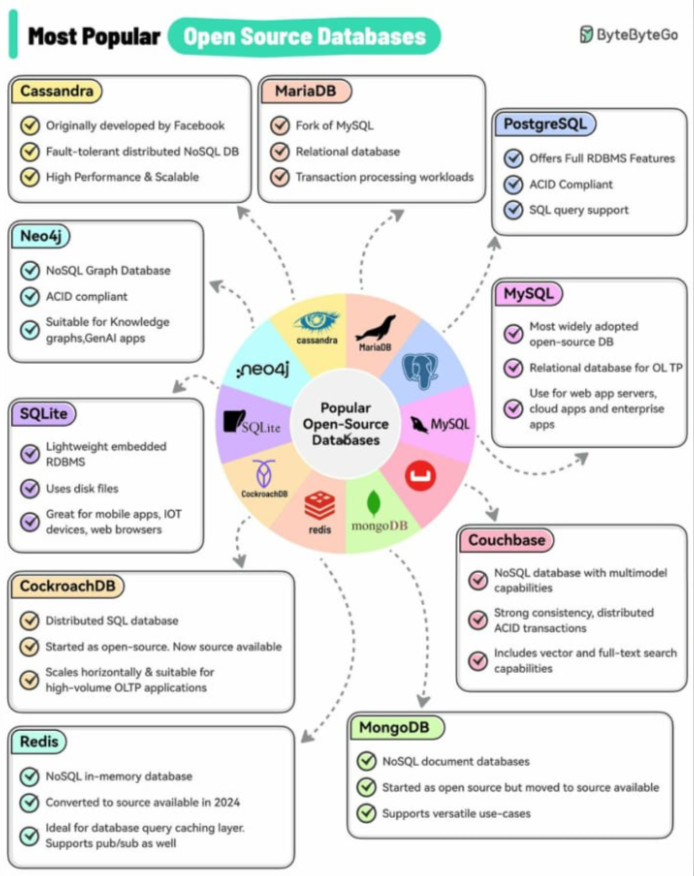 Most Popular Open Source Databases
ByteByteGo
Cassandra
Originally developed by Facebook
Fault-tolerant distributed NoSQL DB
High Performance & Scalable
MariaDB
Fork of MySQL
Relational database
Transaction processing workloads
PostgreSQL
Offers Full RDBMS Features
ACID Compliant
SQL query support
Neo4j
NoSQL Graph Database
ACID compliant
Suitable for Knowledge
graphs,GenAI apps
MySQL
Most widely adopted
open-source DB
Relational database for OL TP
Use for web app servers,
cloud apps and enterprise
apps
cassandra
MariaDB
:neo4j
SQLite
MySQL
CockroachDB
redis
mongoDB
Popular
Open-Source
Databases
SQLite
Lightweight embedded
RDBMS
Uses disk files
Great for mobile apps, IOT
devices, web browsers
Couchbase
NoSQL database with multimodel
capabilities
Strong consistency, distributed
ACID transactions
Includes vector and full-text search
capabilities
CockroachDB
Distributed SQL database
Started as open-source. Now source available
Scales horizontally & suitable for
high-volume OLTP applications
MongoDB
NoSQL document databases
Started as open source but moved to source available
Supports versatile use-cases
Redis
NoSQL in-memory database
Converted to source available in 2024
Ideal for database query caching layer.
Supports pub/sub as well